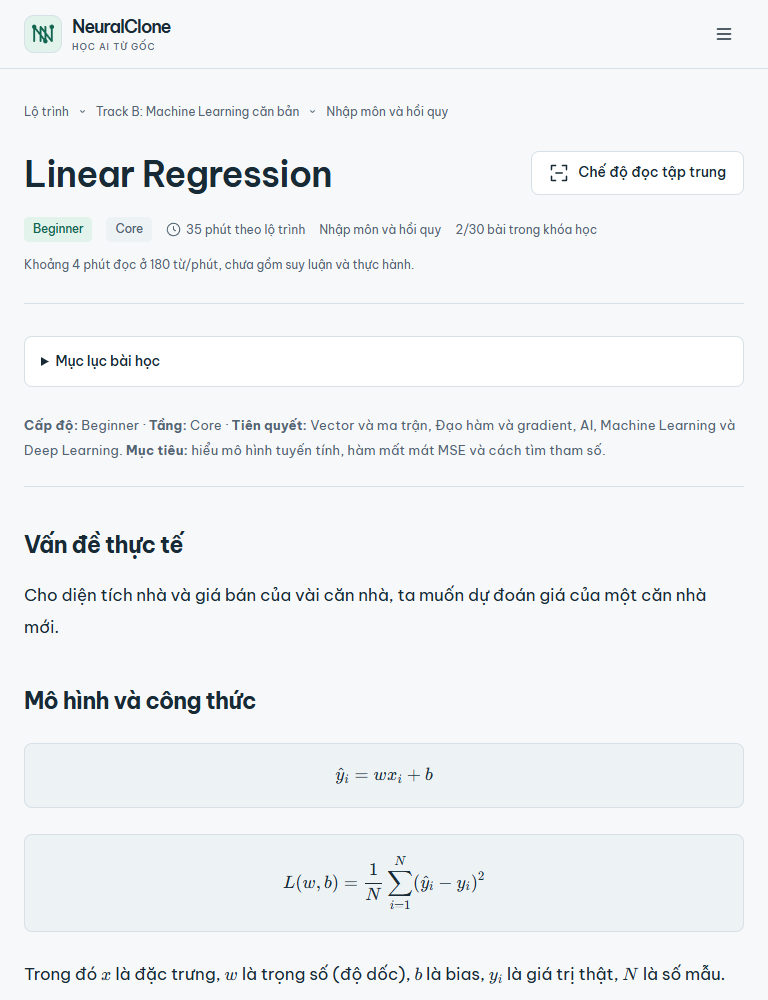 NeuralClone
HỌC AI TỪ GỐC
Lộ trình ⌄ Track B: Machine Learning căn bản ⌄ Nhập môn và hồi quy
Linear Regression
Chế độ đọc tập trung
Beginner Core 35 phút theo lộ trình Nhập môn và hồi quy 2/30 bài trong khóa học
Khoảng 4 phút đọc ở 180 từ/phút, chưa gồm suy luận và thực hành.
▶ Mục lục bài học
Cấp độ: Beginner · Tầng: Core · Tiên quyết: Vector và ma trận, Đạo hàm và gradient, AI, Machine Learning và
Deep Learning. Mục tiêu: hiểu mô hình tuyến tính, hàm mất mát MSE và cách tìm tham số.
Vấn đề thực tế
Cho diện tích nhà và giá bán của vài căn nhà, ta muốn dự đoán giá của một căn nhà
mới.
Mô hình và công thức
ŷ_i = wx_i + b
L(w, b) = \frac{1}{N} \sum_{i-1}^{N} (ŷ_i − y_i)^2
Trong đó x là đặc trưng, w là trọng số (độ dốc), b là bias, y_i là giá trị thật, N là số mẫu.